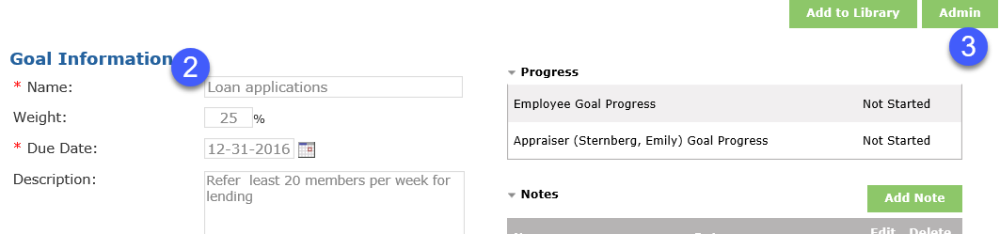 Add to Library Admin
3
Goal Information 2
* Name: Loan applications
Weight: 25 %
* Due Date: 12-31-2016
Description: Refer least 20 members per week for
lending
Progress
Employee Goal Progress Not Started
Appraiser (Sternberg, Emily) Goal Progress Not Started
Notes Add Note
Edit Delete